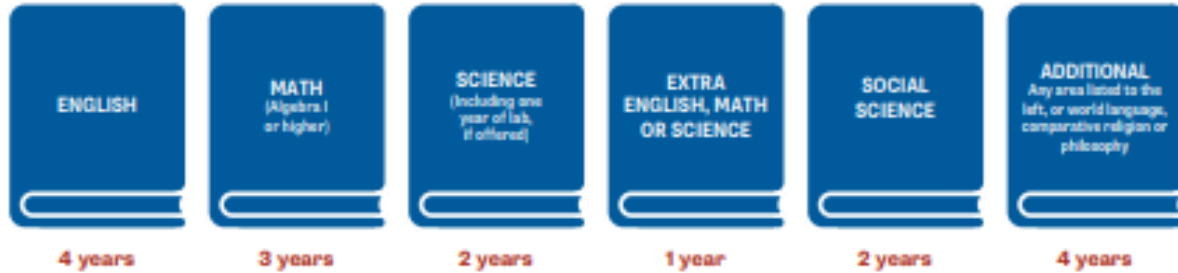 ENGLISH
4 years
MATH
(Algebra I
or higher)
3 years
SCIENCE
(Including one
year of lab,
if offered)
2 years
EXTRA
ENGLISH, MATH
OR SCIENCE
1 year
SOCIAL
SCIENCE
2 years
ADDITIONAL
Any area listed to the
left, or world language,
comparative religion or
philosophy
4 years